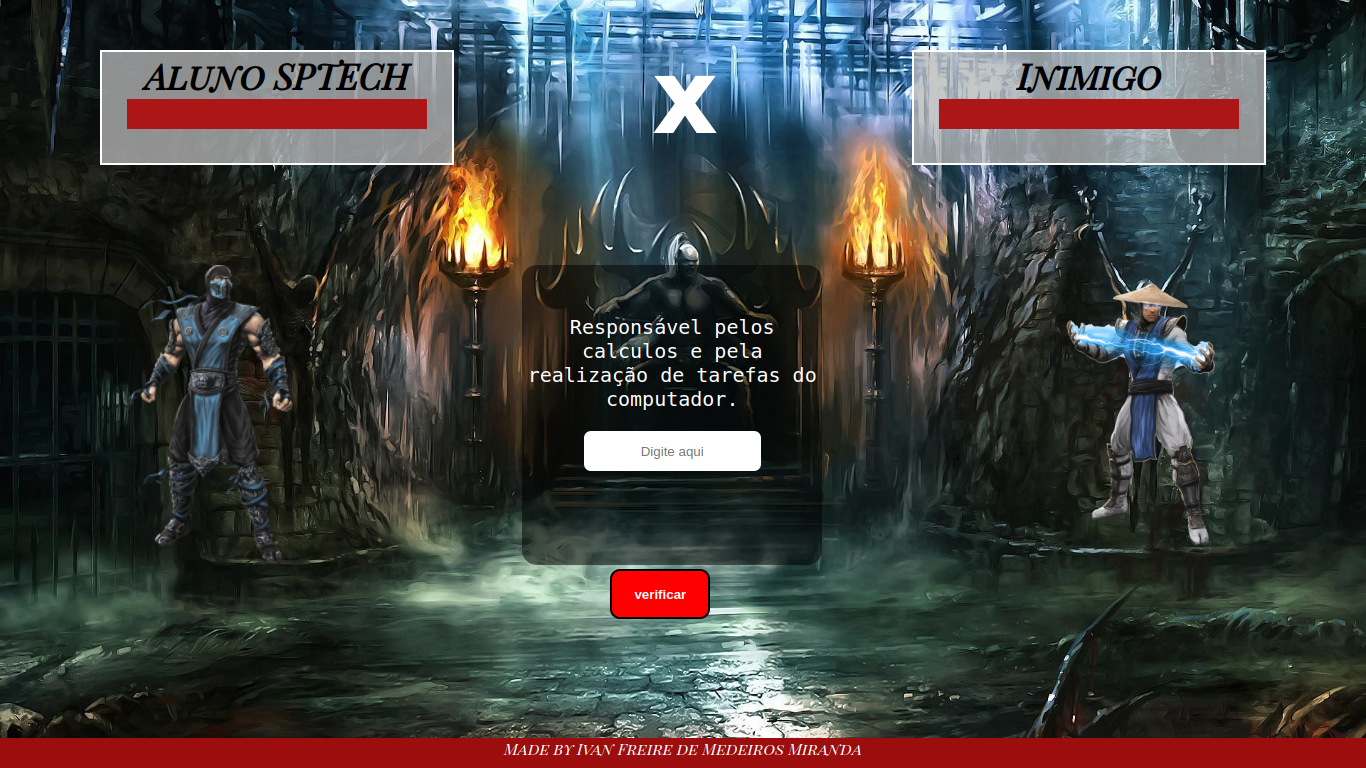 Aluno SPTECH
X
Inimigo
Responsável pelos
calculos e pela
realização de tarefas do
computador.
Digite aqui
verificar
Made by Ivan Freire de Medeiros Miranda